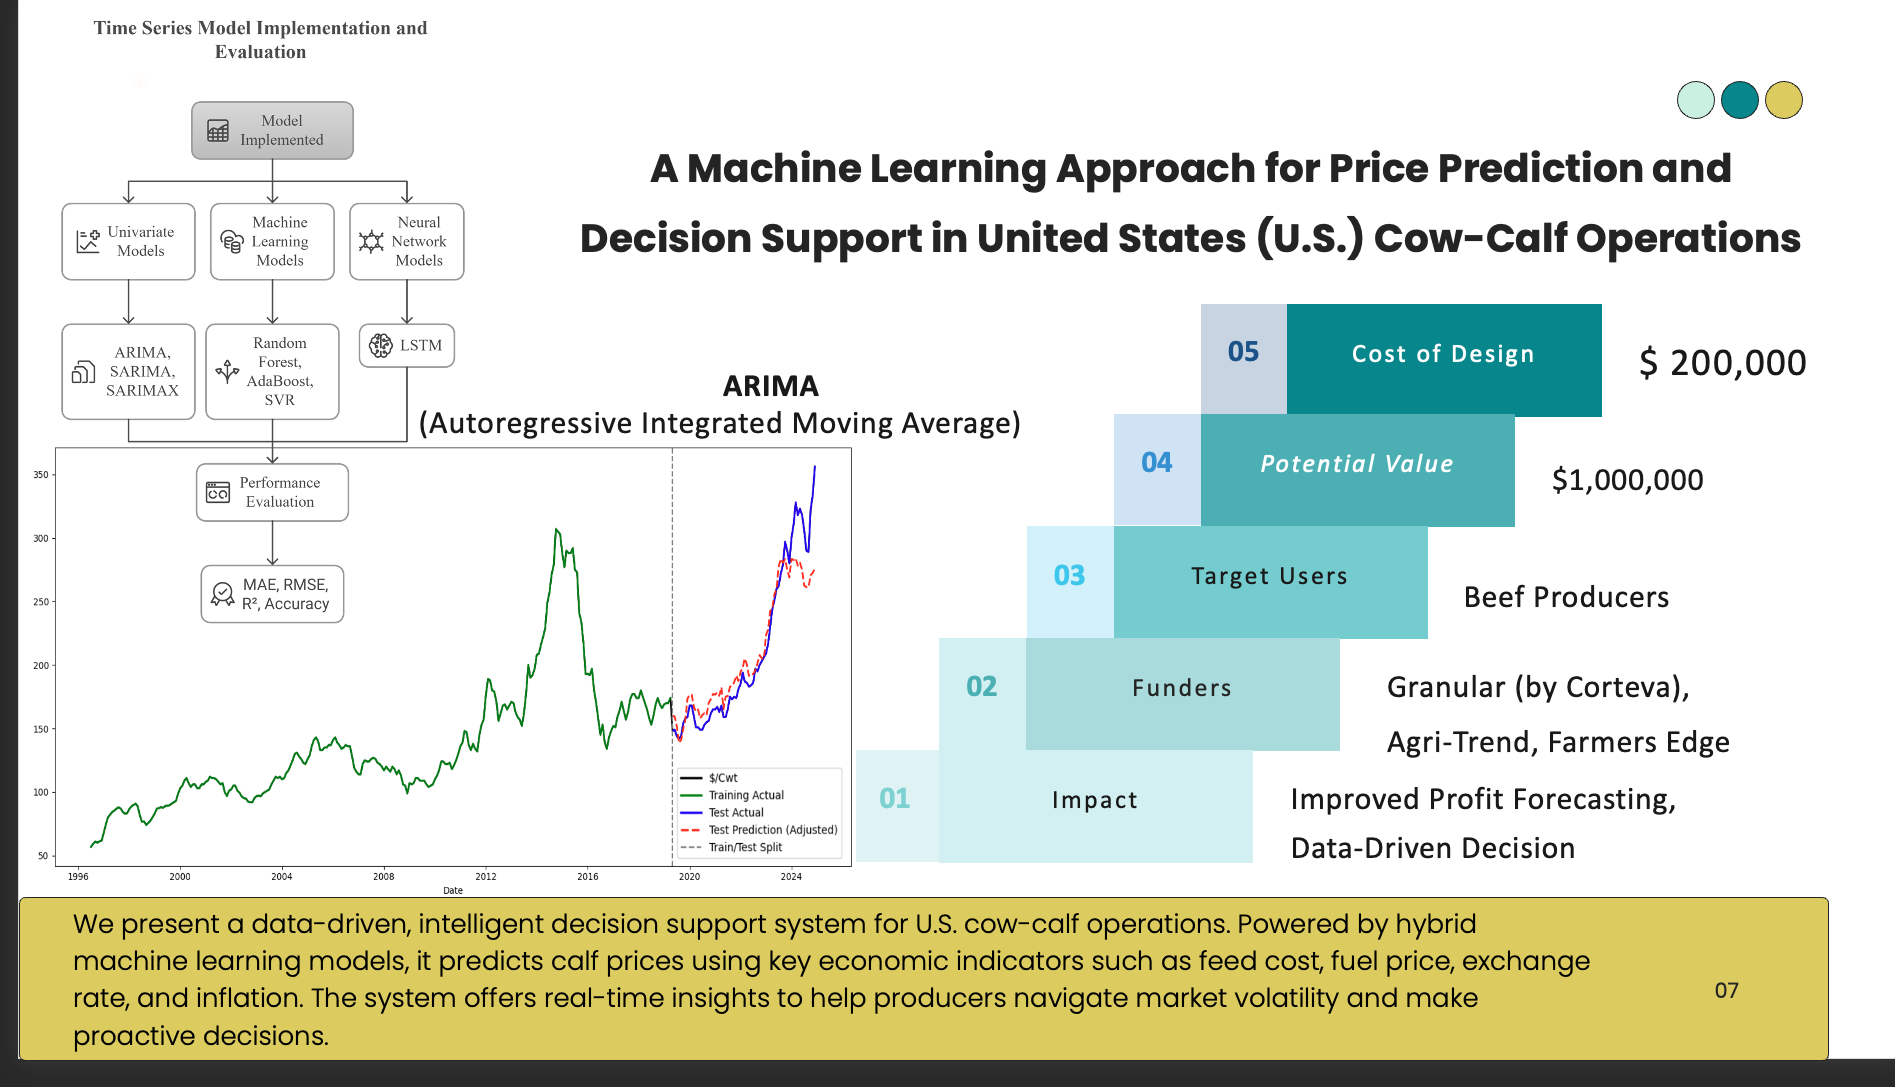 Time Series Model Implementation and
Evaluation
Model
Implemented
Univariate
Models
Machine
Learning
Models
Neural
Network
Models
ARIMA,
SARIMA,
SARIMAX
Random
Forest,
AdaBoost,
SVR
LSTM
Performance
Evaluation
MAE, RMSE,
R², Accuracy
A Machine Learning Approach for Price Prediction and
Decision Support in United States (U.S.) Cow-Calf Operations
ARIMA
(Autoregressive Integrated Moving Average)
350
300
250
200
150
100
50
1996
2000
2004
2008
2012
2016
2020
2024
Date
$/Cwt
Training Actual
Test Actual
Test Prediction (Adjusted)
Train/Test Split
05
Cost of Design
$ 200,000
04
Potential Value
$1,000,000
03
Target Users
Beef Producers
02
Funders
Granular (by Corteva),
Agri-Trend, Farmers Edge
01
Impact
Improved Profit Forecasting,
Data-Driven Decision
We present a data-driven, intelligent decision support system for U.S. cow-calf operations. Powered by hybrid
machine learning models, it predicts calf prices using key economic indicators such as feed cost, fuel price, exchange
rate, and inflation. The system offers real-time insights to help producers navigate market volatility and make
proactive decisions.
07